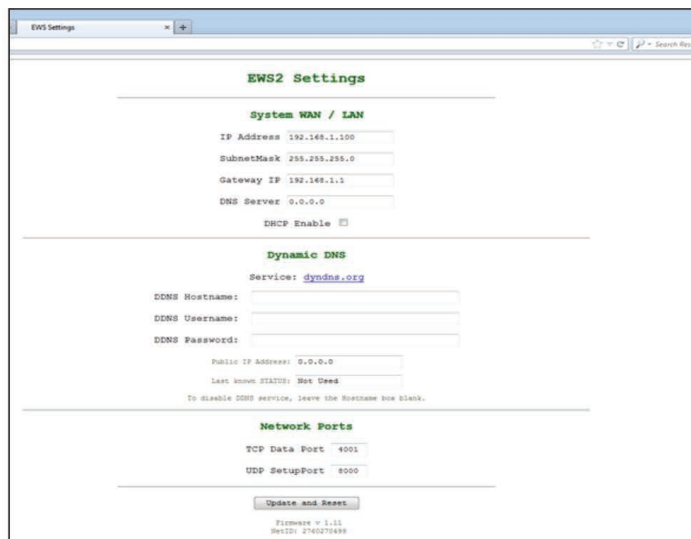 EWS Settings
Search Rec
EWS2 Settings
System WAN / LAN
IP Address 192.168.1.100
SubnetMask 255.255.255.0
Gateway IP 192.168.1.1
DNS Server 0.0.0.0
DHCP Enable
Dynamic DNS
Service: dyndns.org
DDNS Hostname:
DDNS Username:
DDNS Password:
Public IP Address: 0.0.0.0
Last known STATUS: Not Used
To disable DDNS service, leave the Hostname box blank.
Network Ports
TCP Data Port 4001
UDP SetupPort 8000
Update and Reset
Firmware v 1.11
NetID: 2740270499